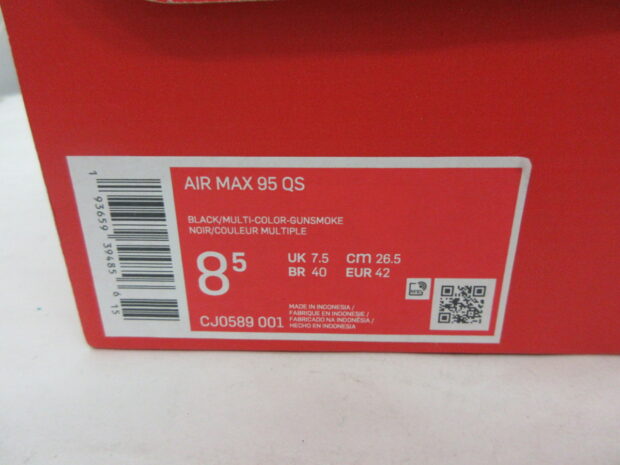 AIR MAX 95 QS
BLACK/MULTI-COLOR-GUNSMOKE
NOIR/COULEUR MULTIPLE
8⁵
UK 7.5 cm 26.5
BR 40 EUR 42
CJ0589 001
MADE IN INDONESIA /
FABRIQUE EN INDONESIE /
FABRICADO NA INDONÉSIA /
HECHO EN INDONESIA
1 93659 39485 615